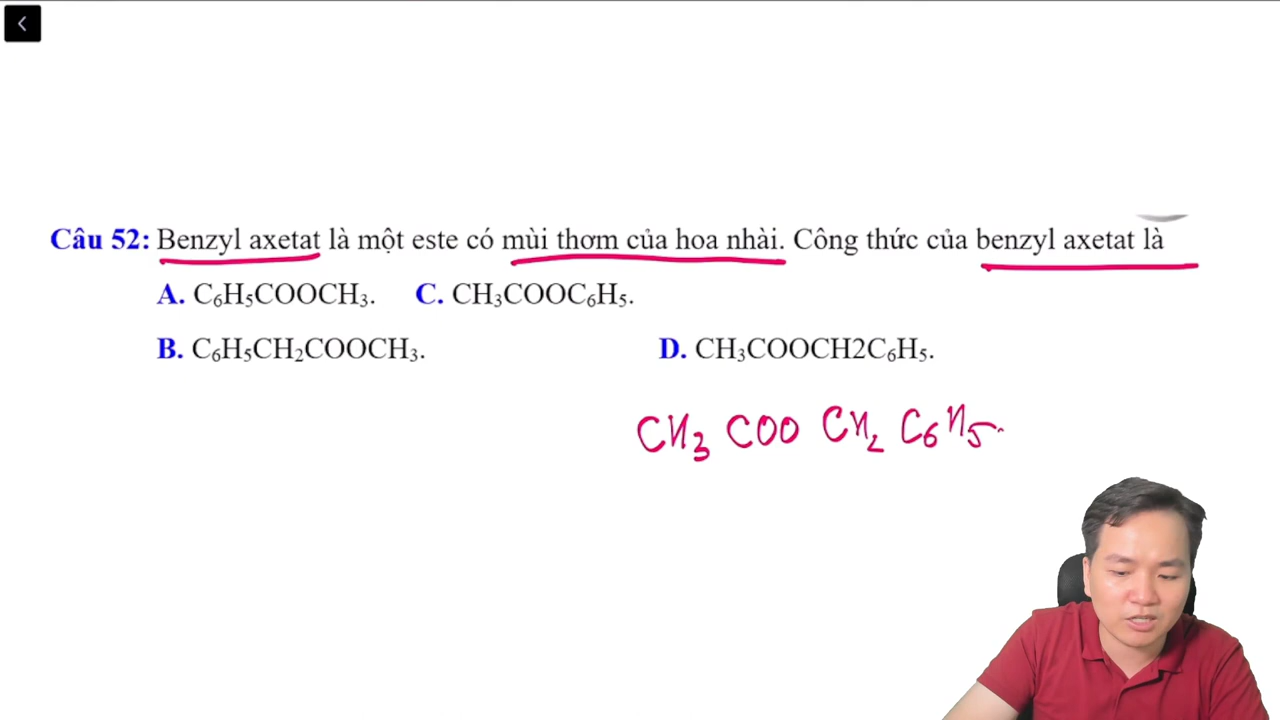 Câu 52: Benzyl axetat là một este có mùi thơm của hoa nhài. Công thức của benzyl axetat là
A. C₆H₅COOCH₃. C. CH₃COOC₆H₅.
B. C₆H₅CH₂COOCH₃. D. CH₃COOCH2C₆H₅.
CH₃ COO CH₂ C₆H₅